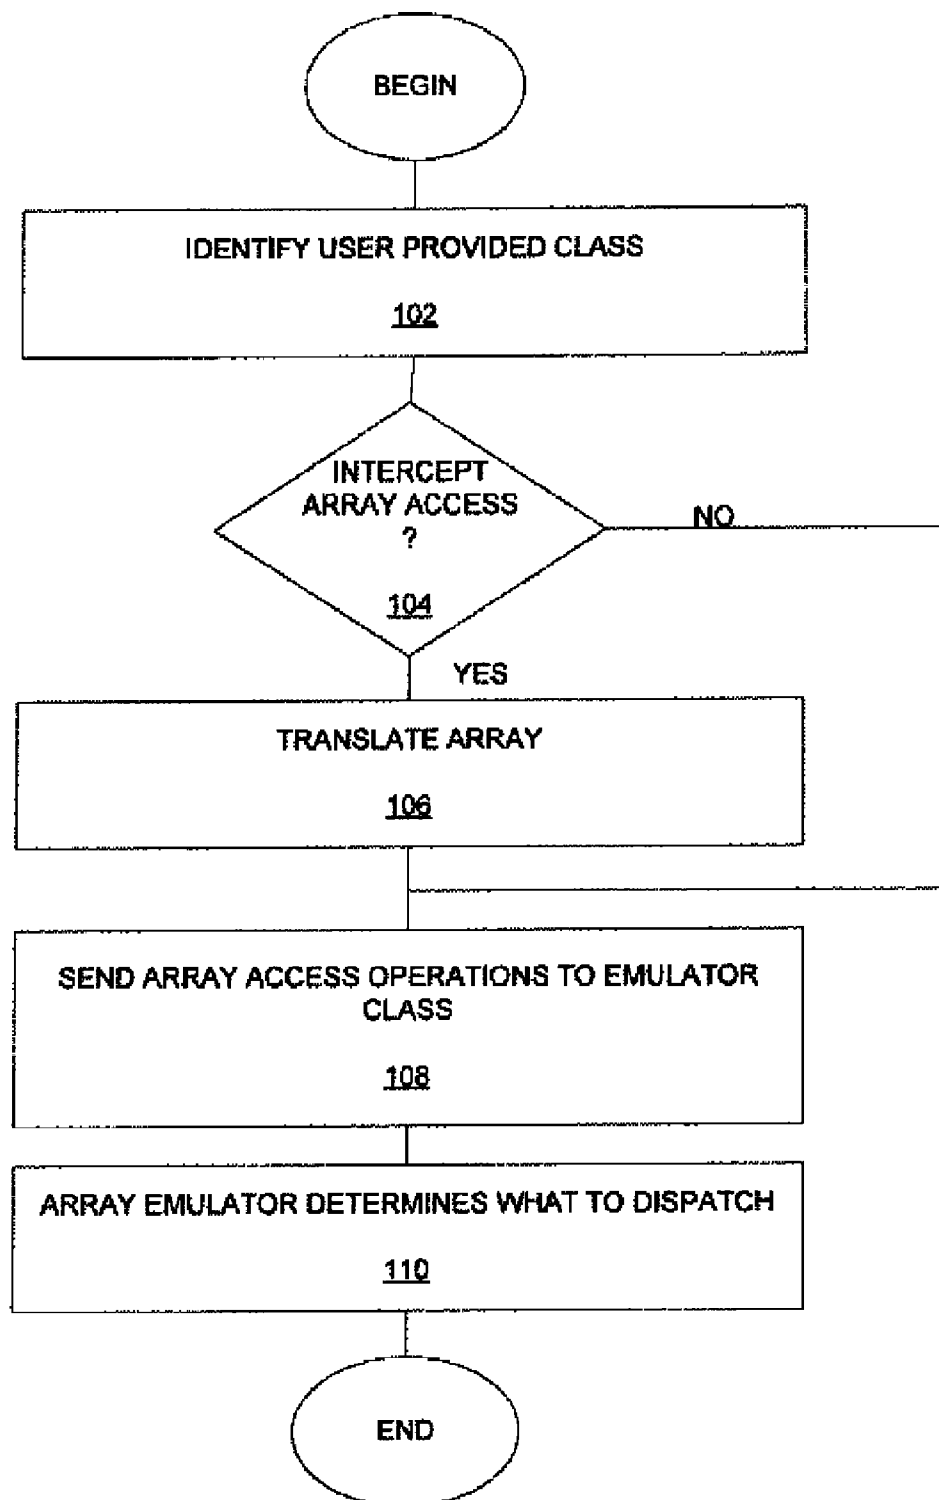 BEGIN
IDENTIFY USER PROVIDED CLASS
102
INTERCEPT
ARRAY ACCESS
?
104
NO
YES
TRANSLATE ARRAY
106
SEND ARRAY ACCESS OPERATIONS TO EMULATOR
CLASS
108
ARRAY EMULATOR DETERMINES WHAT TO DISPATCH
110
END